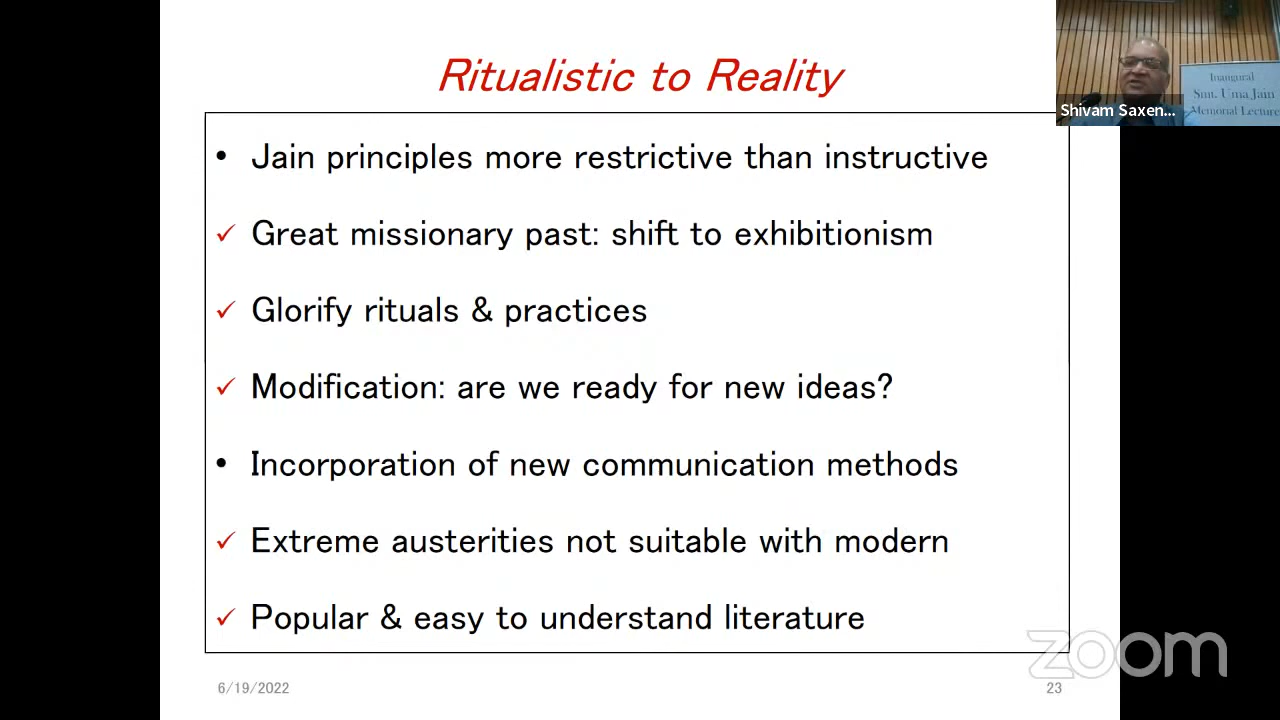 Ritualistic to Reality
• Jain principles more restrictive than instructive
✓ Great missionary past: shift to exhibitionism
✓ Glorify rituals & practices
✓ Modification: are we ready for new ideas?
• Incorporation of new communication methods
✓ Extreme austerities not suitable with modern
✓ Popular & easy to understand literature
6/19/2022
23
Inaugural
Smt. Uma Jain
Memorial Lecture
Shivam Saxen...
zoom